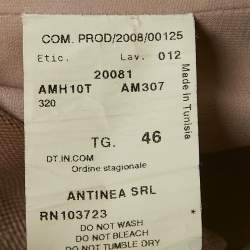 COM. PROD/2008/00125
Etic. Lav. 012
20081
AMH10T AM307
320
Made in Tunisia
TG. 46
DT.IN.COM
Ordine stagionale
ANTINEA SRL
RN103723
DO NOT WASH
DO NOT BLEACH
DO NOT TUMBLE DRY